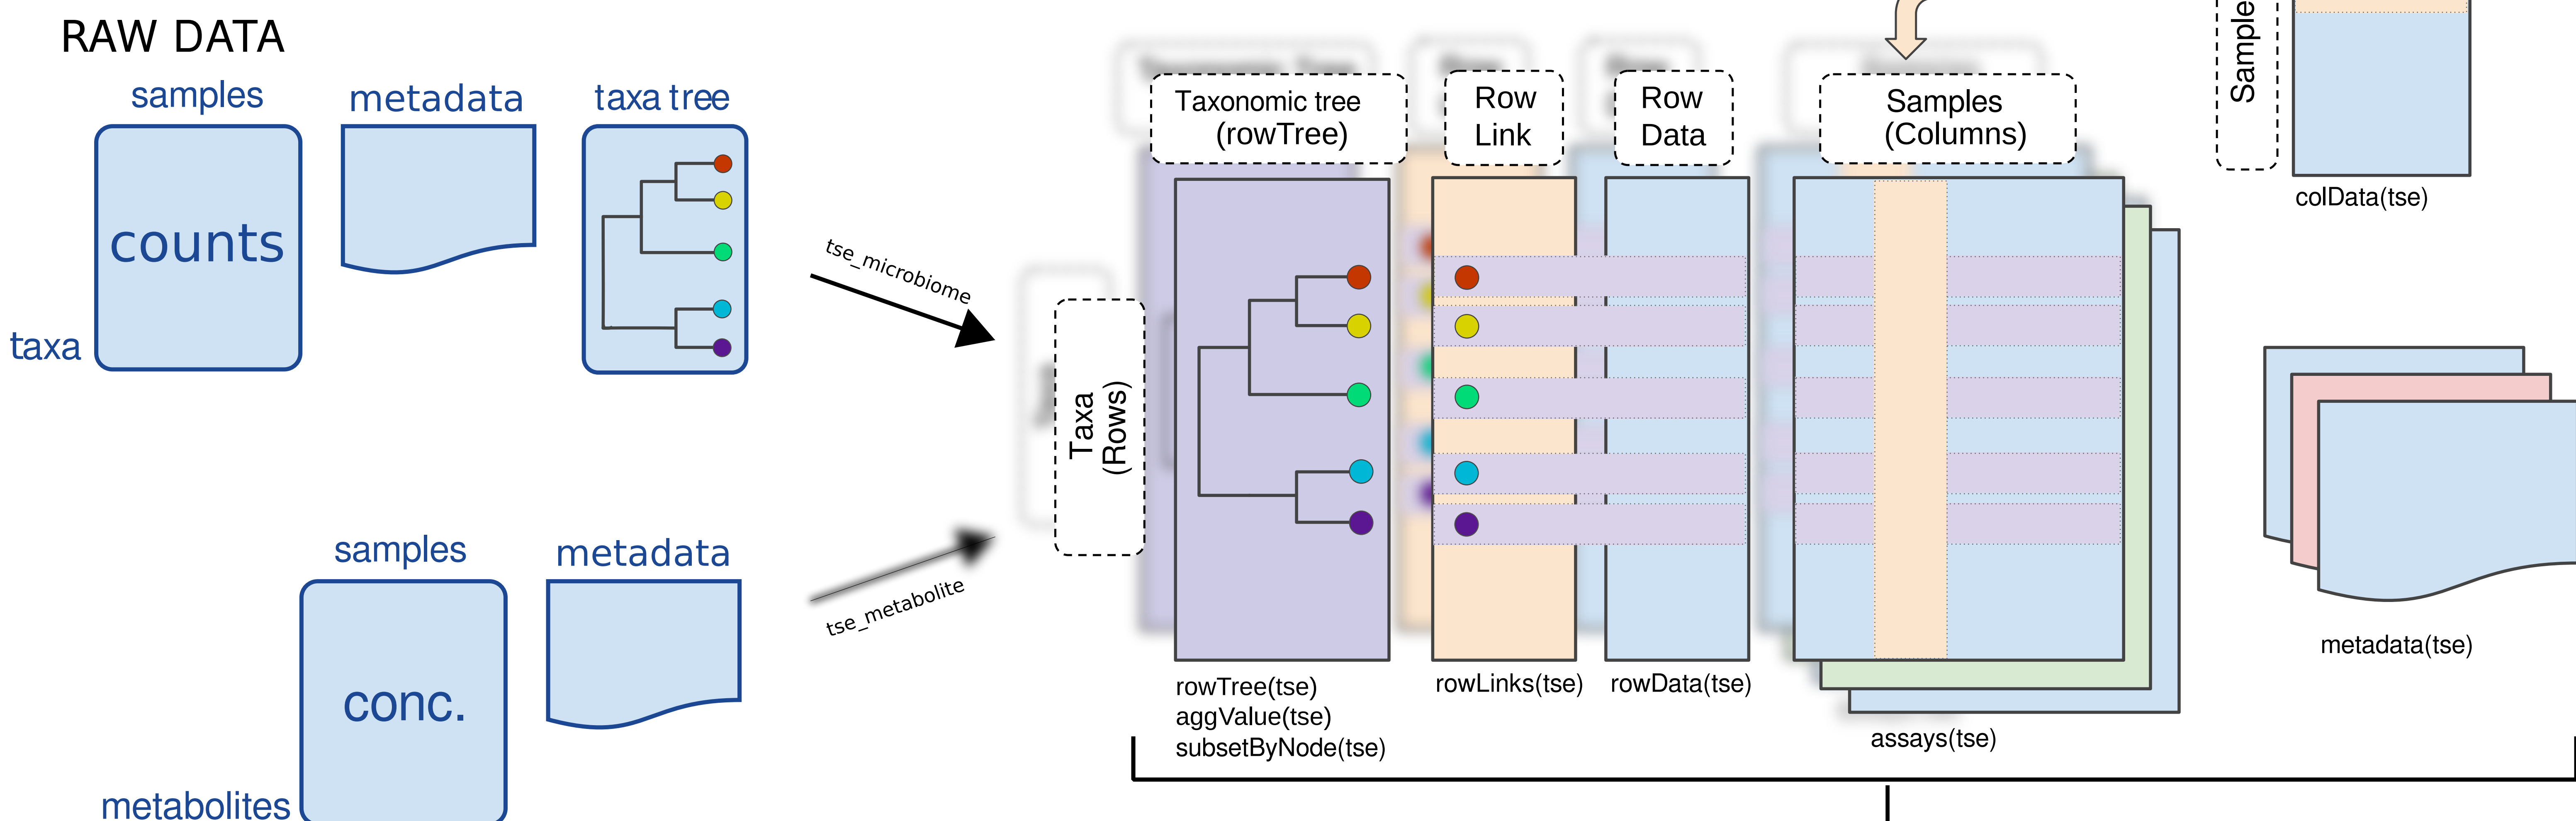 RAW DATA
samples
metadata
taxa tree
counts
taxa
tse_microbiome
samples
metadata
conc.
metabolites
tse_metabolite
Taxonomic tree
(rowTree)
Row
Link
Row
Data
Samples
(Columns)
Taxa
(Rows)
rowTree(tse)
aggValue(tse)
subsetByNode(tse)
rowLinks(tse)
rowData(tse)
assays(tse)
Sample
colData(tse)
metadata(tse)